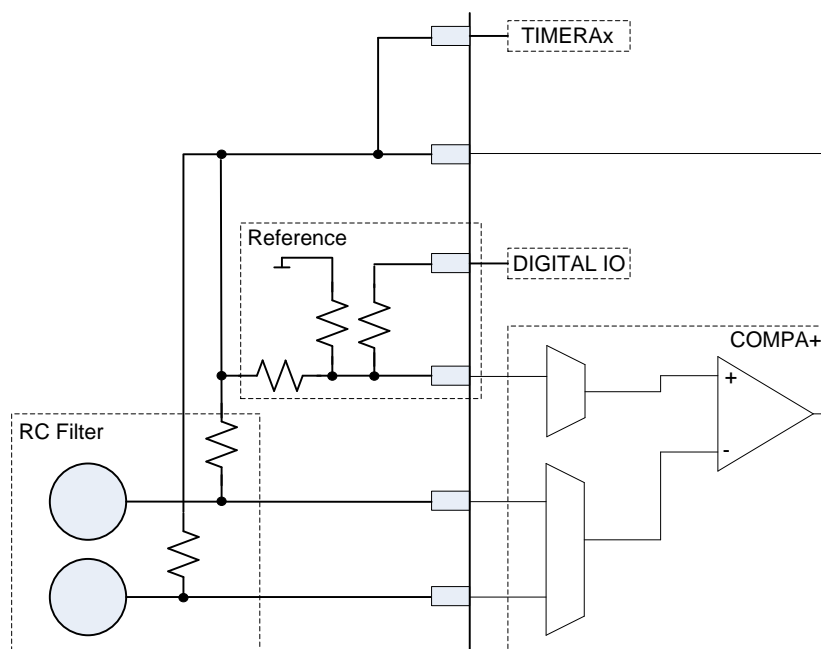 TIMERAx
Reference
DIGITAL IO
COMPA+
+
RC Filter
-